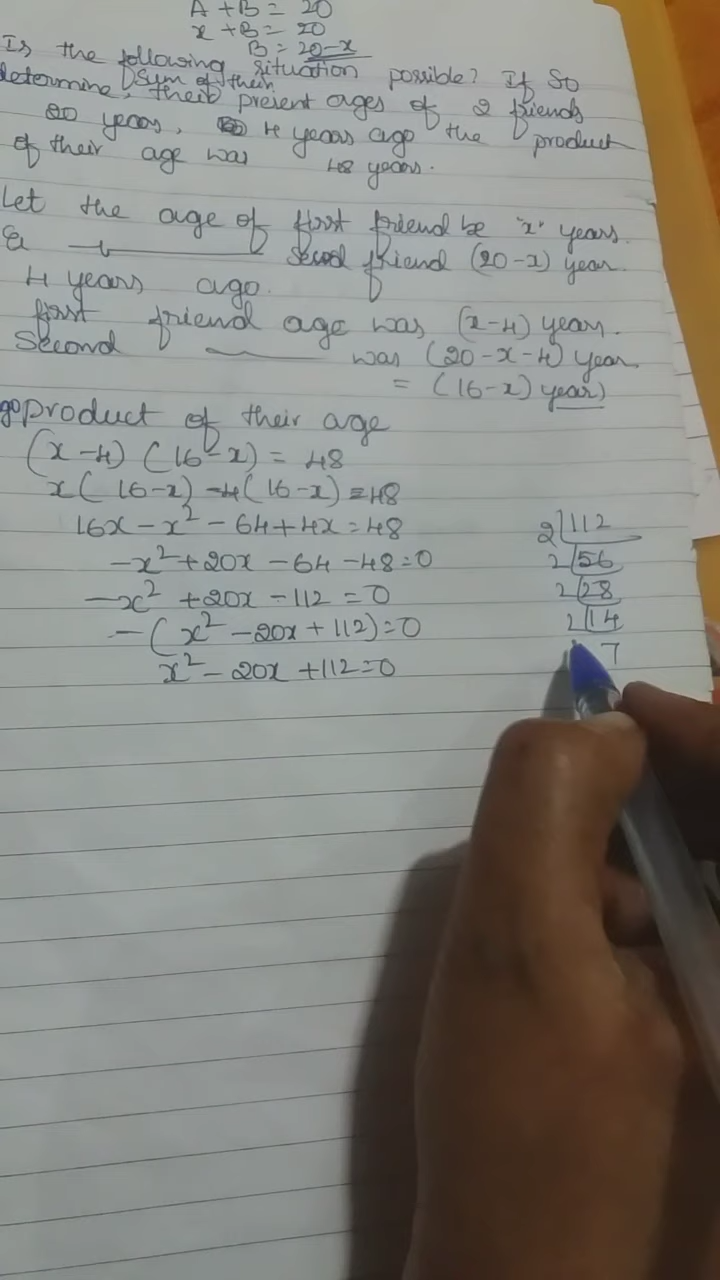 A + B = 20
x + B = 20
B = 20 - x
Is the following situation possible? If so
determine, their present ages of 2 friends
Sum of their
20 years, 4 years ago the product
of their age was 48 years.
Let the age of first friend be 'x' years.
& second friend (20-x) year.
4 years ago.
first friend age was (x-4) years.
Second was (20-x-4) year
= (16-x) year)
go product of their age
(x-4) (16-x) = 48
x(16-x) -4(16-x) = 48
16x - x² - 64 + 4x = 48
-x² + 20x - 64 - 48 = 0
-x² + 20x - 112 = 0
-(x² - 20x + 112) = 0
x² - 20x + 112 = 0
2 | 112
2 | 56
2 | 28
2 | 14
7